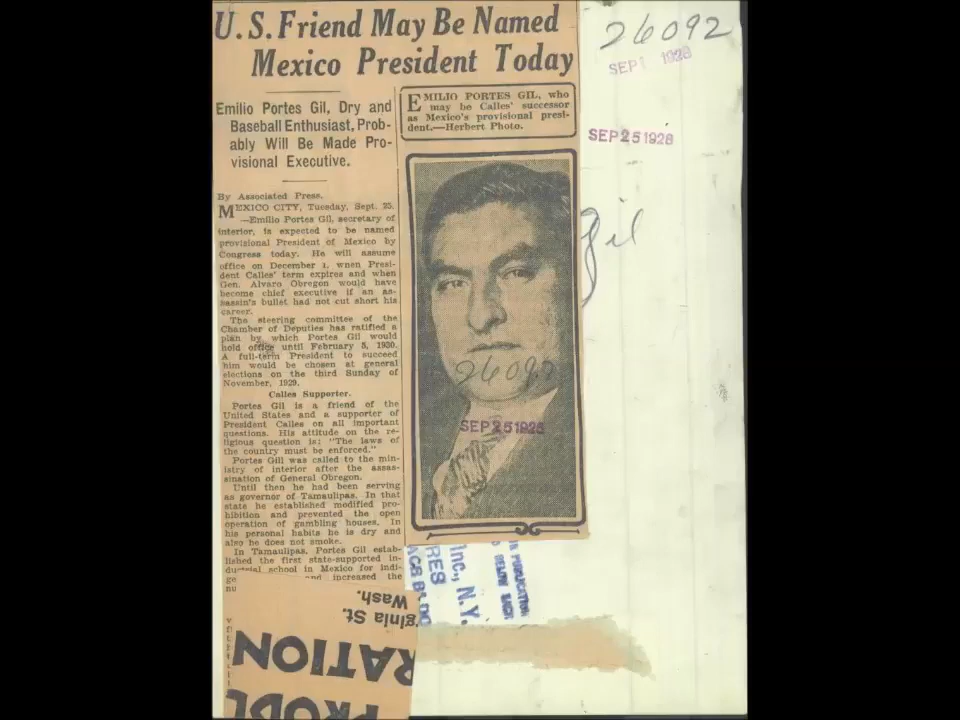 U.S. Friend May Be Named
Mexico President Today
Emilio Portes Gil, Dry and
Baseball Enthusiast, Prob-
ably Will Be Made Pro-
visional Executive.
By Associated Press.
MEXICO CITY, Tuesday, Sept. 25.
—Emilio Portes Gil, secretary of
interior, is expected to be named
provisional President of Mexico by
Congress today. He will assume
office on December 1, when Presi-
dent Calles' term expires and when
Gen. Alvaro Obregon would have
become chief executive if an as-
sassin's bullet had not cut short his
career.
The steering committee of the
Chamber of Deputies has ratified a
plan by which Portes Gil would
hold office until February 5, 1930.
A full-term President to succeed
him would be chosen at general
elections on the third Sunday of
November, 1929.
Calles Supporter.
Portes Gil is a friend of the
United States and a supporter of
President Calles on all important
questions. His attitude on the re-
ligious question is: "The laws of
the country must be enforced."
Portes Gill was called to the min-
istry of interior after the assas-
sination of General Obregon.
Until then he had been serving
as governor of Tamaulipas. In that
state he established modified pro-
hibition and prevented the open
operation of gambling houses. In
his personal habits he is dry and
also he does not smoke.
In Tamaulipas, Portes Gil estab-
lished the first state-supported in-
dustrial school in Mexico for indi-
ge and increased the
nu
EMILIO PORTES GIL, who
may be Calles' successor
as Mexico's provisional presi-
dent.—Herbert Photo.
26092
SEP 25 1928
26092
SEP 1928
SEP 25 1928
Gil
Inc., N.Y.
RES
BELOW
ginia St.
Wash.
RATION
PRODU